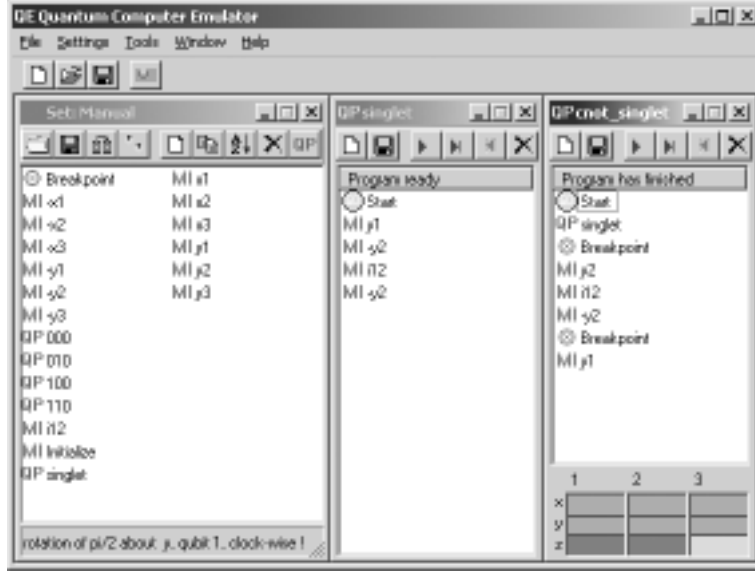 QE Quantum Computer Emulator
File Settings Tools Window Help
MI
Set: Manual
QP
Breakpoint
MI -x1
MI -x2
MI -x3
MI -y1
MI -y2
MI -y3
QP 000
QP 010
QP 100
QP 110
MI i12
MI Initialize
QP singlet
MI x1
MI x2
MI x3
MI y1
MI y2
MI y3
rotation of pi/2 about y, qubit 1, clock-wise !
QP singlet
Program ready
Start
MI y1
MI -y2
MI i12
MI -y2
QP cnot_singlet
Program has finished
Start
QP singlet
Breakpoint
MI y2
MI i12
MI -y2
Breakpoint
MI y1
1 2 3
x
y
z